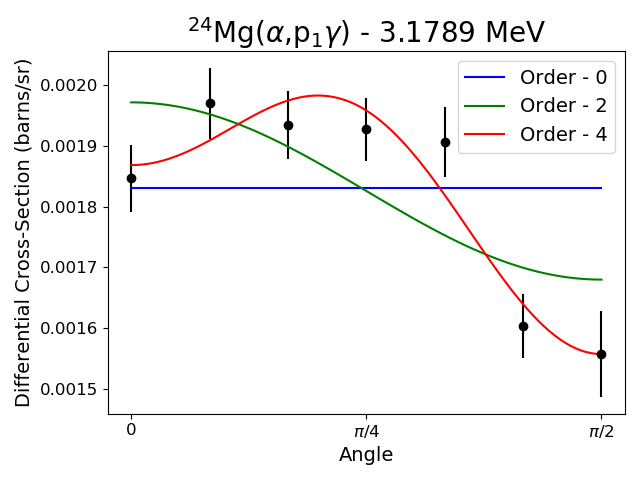 ²⁴Mg(α,p₁γ) - 3.1789 MeV
Differential Cross-Section (barns/sr)
0.0020
0.0019
0.0018
0.0017
0.0016
0.0015
Order - 0
Order - 2
Order - 4
0 π/4 π/2
Angle